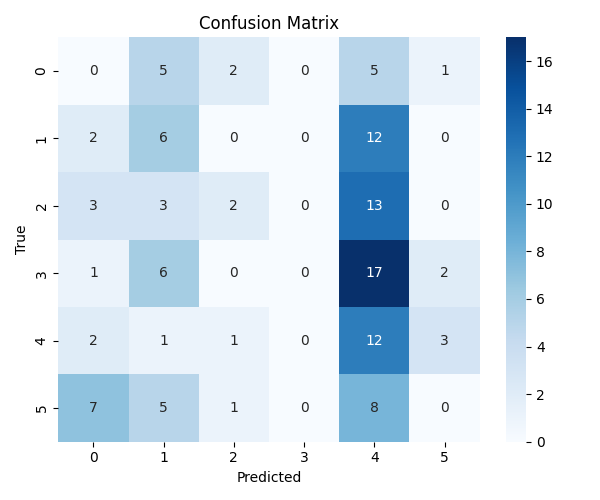 Confusion Matrix
0 0 5 2 0 5 1
1 2 6 0 0 12 0
2 3 3 2 0 13 0
3 1 6 0 0 17 2
4 2 1 1 0 12 3
5 7 5 1 0 8 0
0 1 2 3 4 5
Predicted
True
16
14
12
10
8
6
4
2
0